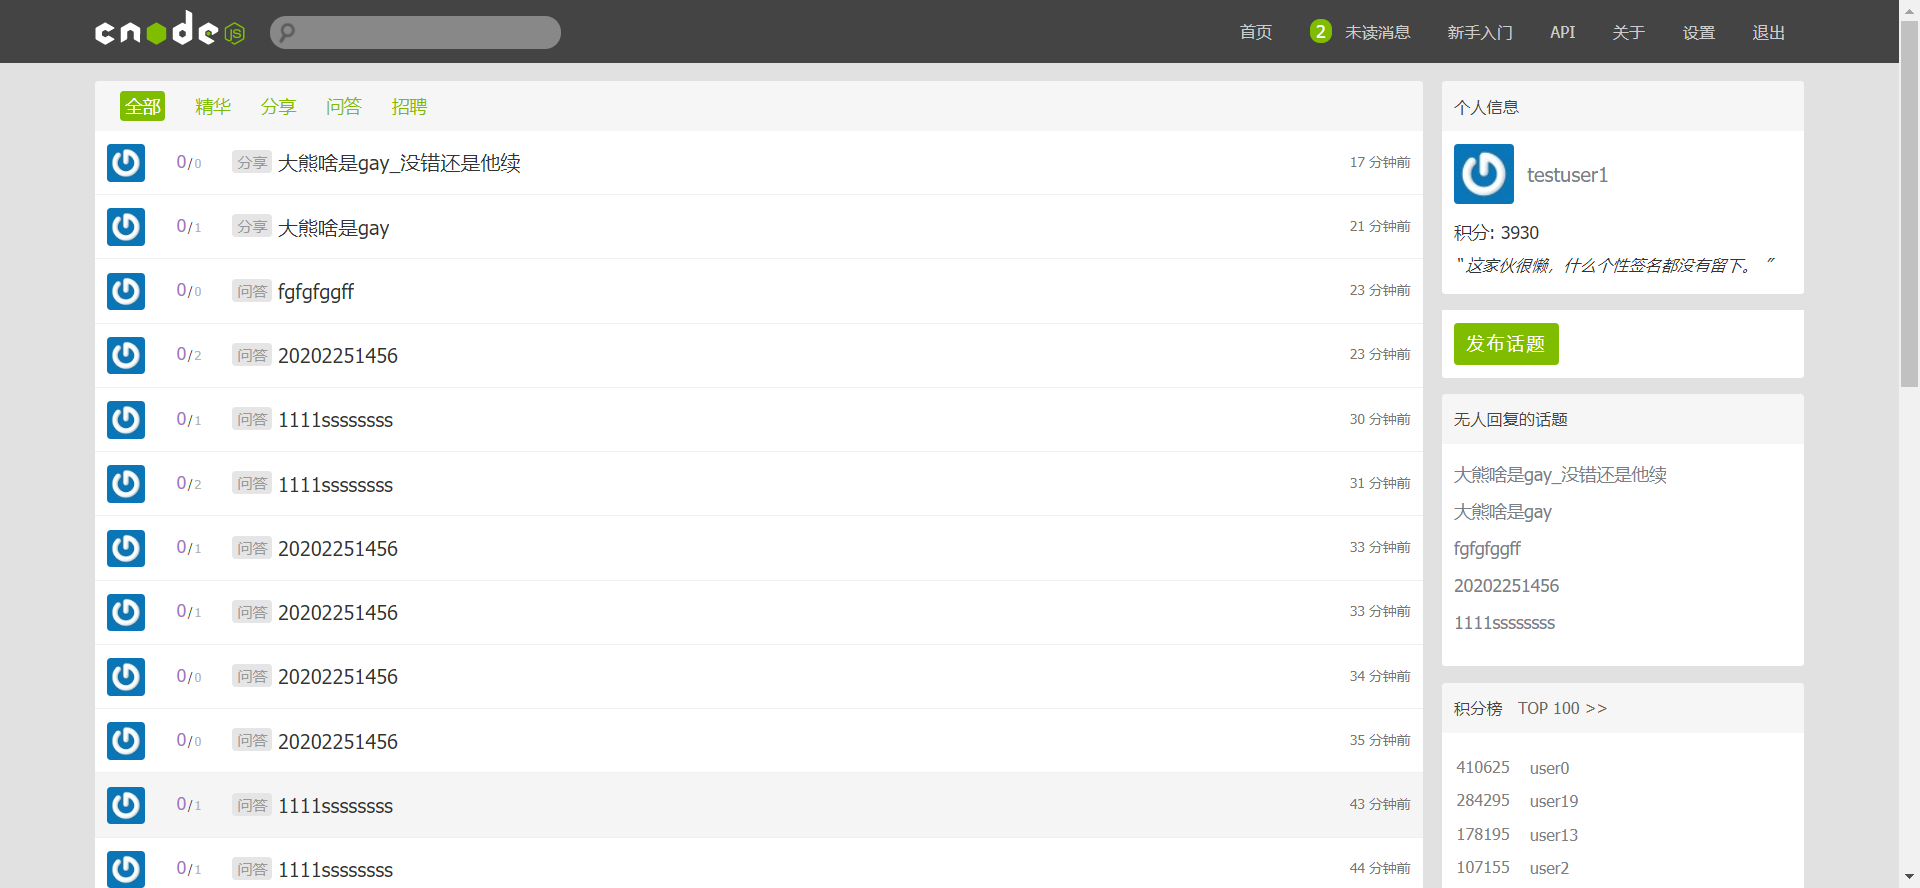 cnode JS
首页 2 未读消息 新手入门 API 关于 设置 退出
全部 精华 分享 问答 招聘
0/0 分享 大熊啥是gay_没错还是他续 17 分钟前
0/1 分享 大熊啥是gay 21 分钟前
0/0 问答 fgfgfggff 23 分钟前
0/2 问答 20202251456 23 分钟前
0/1 问答 1111ssssssss 30 分钟前
0/2 问答 1111ssssssss 31 分钟前
0/1 问答 20202251456 33 分钟前
0/1 问答 20202251456 33 分钟前
0/0 问答 20202251456 34 分钟前
0/0 问答 20202251456 35 分钟前
0/1 问答 1111ssssssss 43 分钟前
0/1 问答 1111ssssssss 44 分钟前
个人信息
testuser1
积分: 3930
“ 这家伙很懒，什么个性签名都没有留下。 ”
发布话题
无人回复的话题
大熊啥是gay_没错还是他续
大熊啥是gay
fgfgfggff
20202251456
1111ssssssss
积分榜 TOP 100 >>
410625 user0
284295 user19
178195 user13
107155 user2